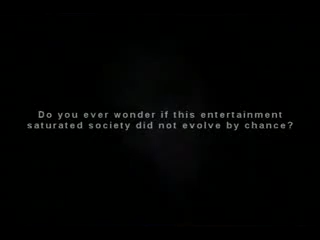 Do you ever wonder if this entertainment
saturated society did not evolve by chance?